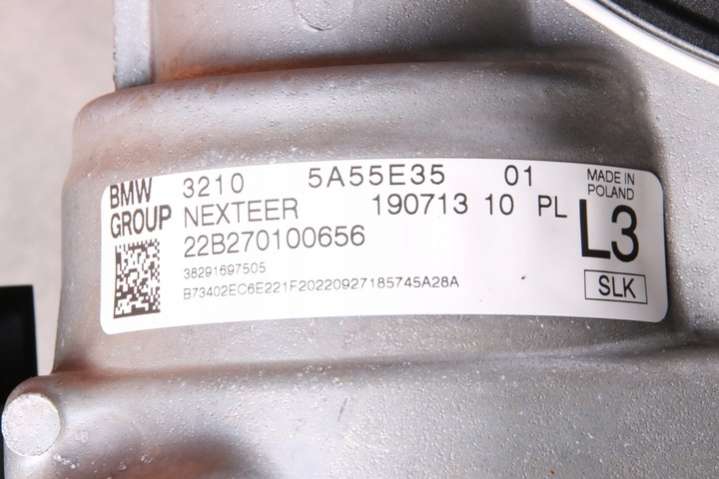 BMW GROUP
3210 5A55E35 01
NEXTEER 190713 10 PL
22B270100656
38291697505
B73402EC6E221F20220927185745A28A
MADE IN
POLAND
L3
SLK